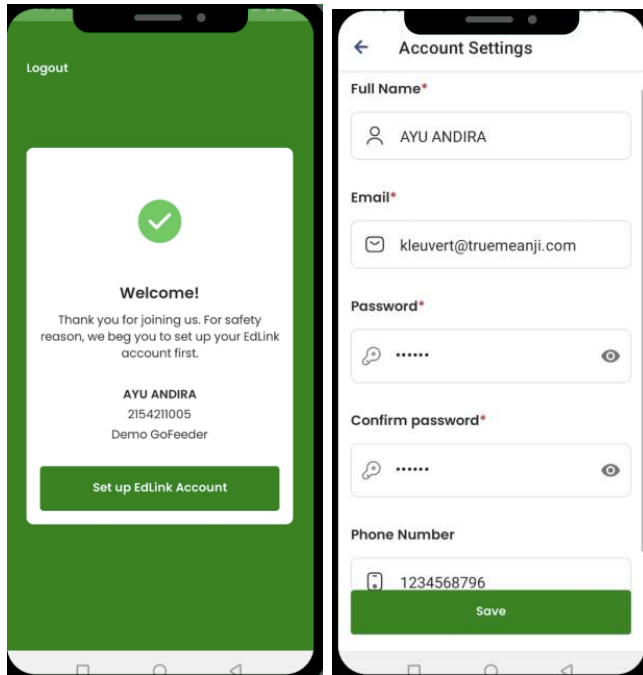 Logout
Welcome!
Thank you for joining us. For safety
reason, we beg you to set up your EdLink
account first.
AYU ANDIRA
2154211005
Demo GoFeeder
Set up EdLink Account
Account Settings
Full Name*
AYU ANDIRA
Email*
kleuvert@truemeanji.com
Password*
••••••
Confirm password*
••••••
Phone Number
1234568796
Save